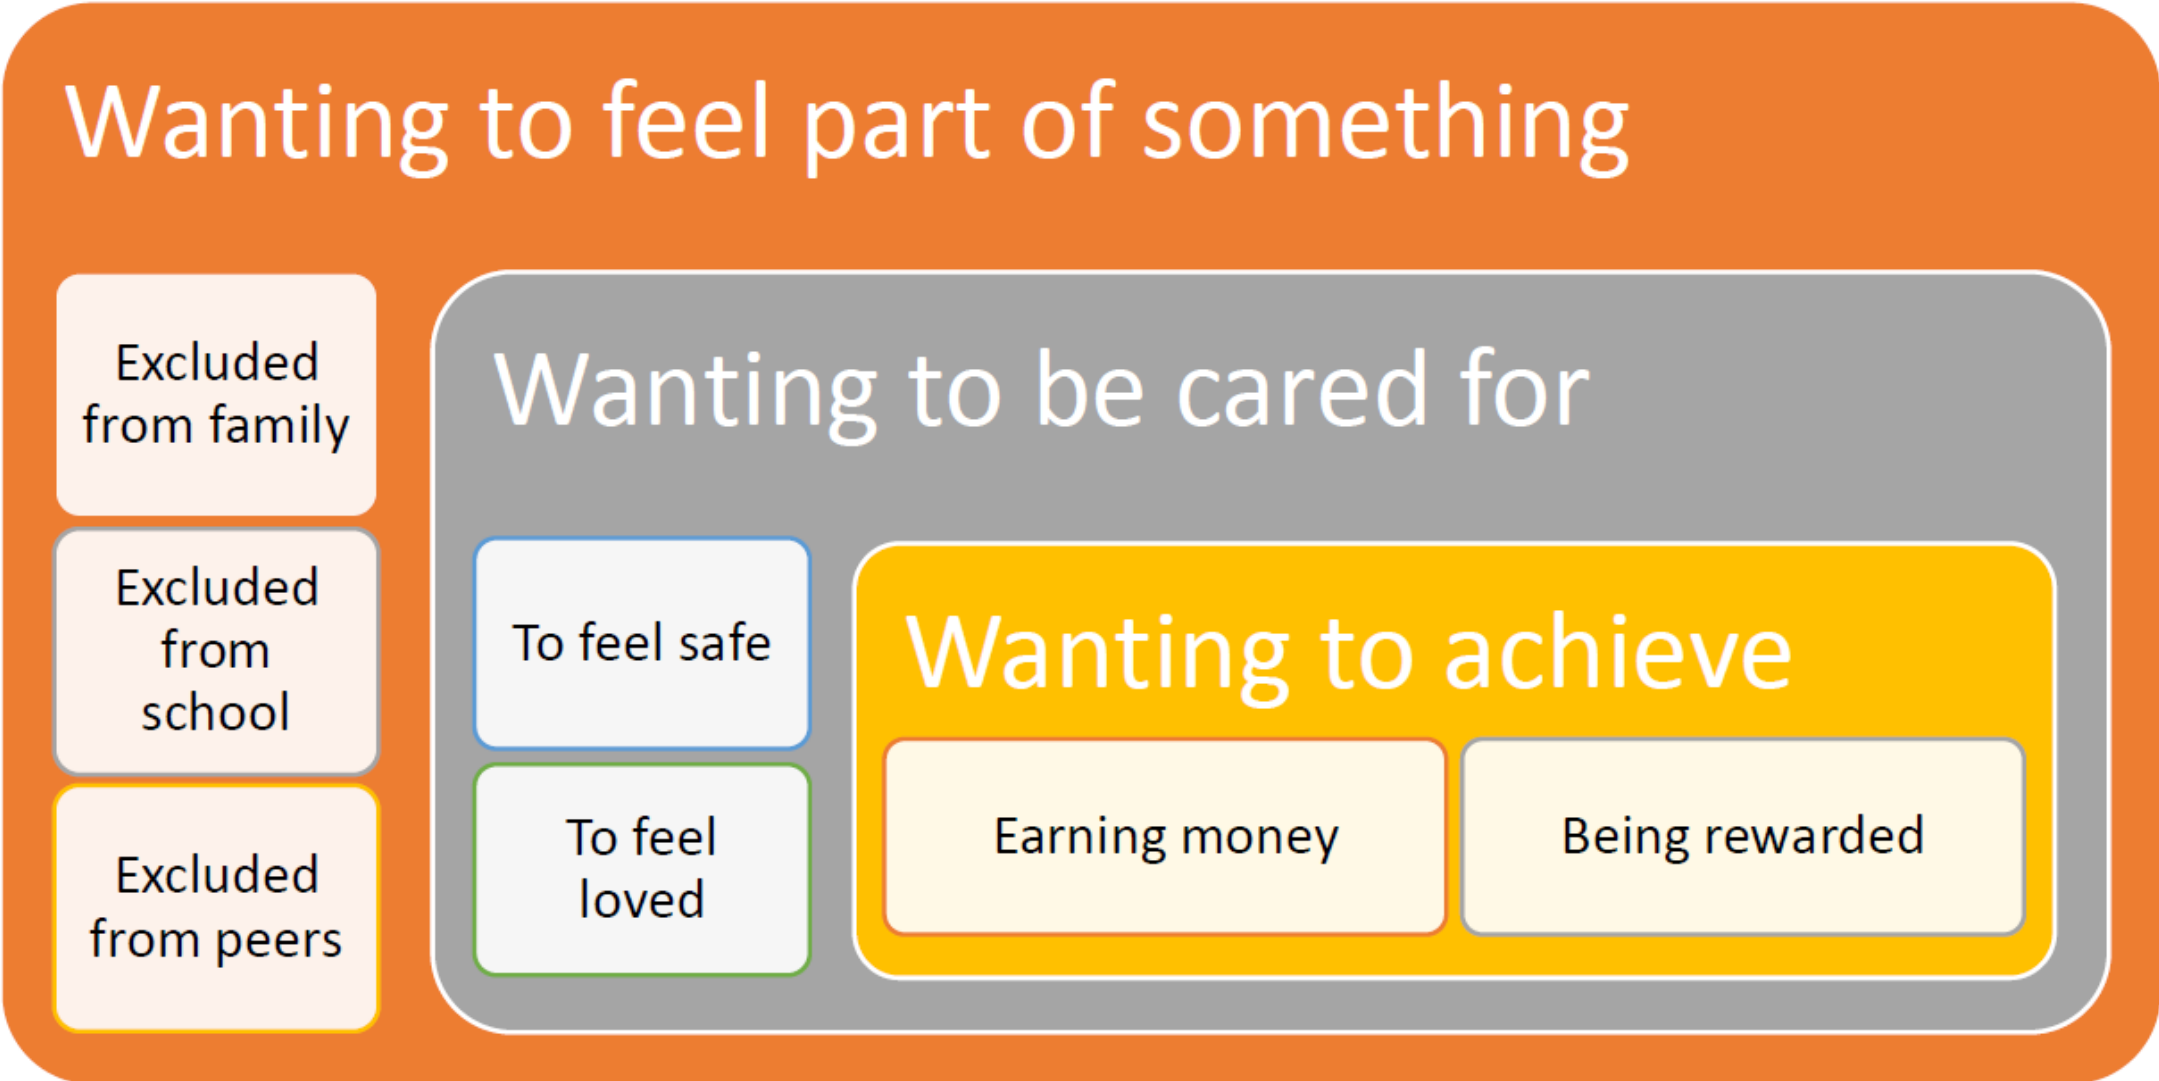 Wanting to feel part of something
Excluded
from family
Excluded
from
school
Excluded
from peers
Wanting to be cared for
To feel safe
To feel
loved
Wanting to achieve
Earning money
Being rewarded